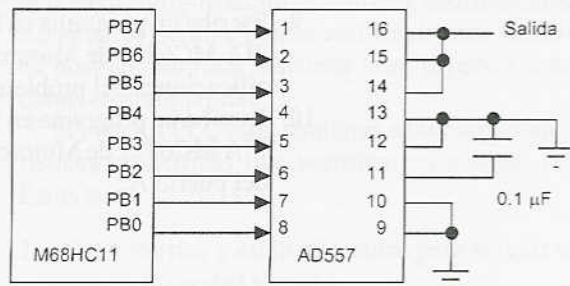 PB7 1 16 Salida
PB6 2 15
PB5 3 14
PB4 4 13
PB3 5 12
PB2 6 11
0.1 µF
PB1 7 10
PB0 8 9
M68HC11 AD557